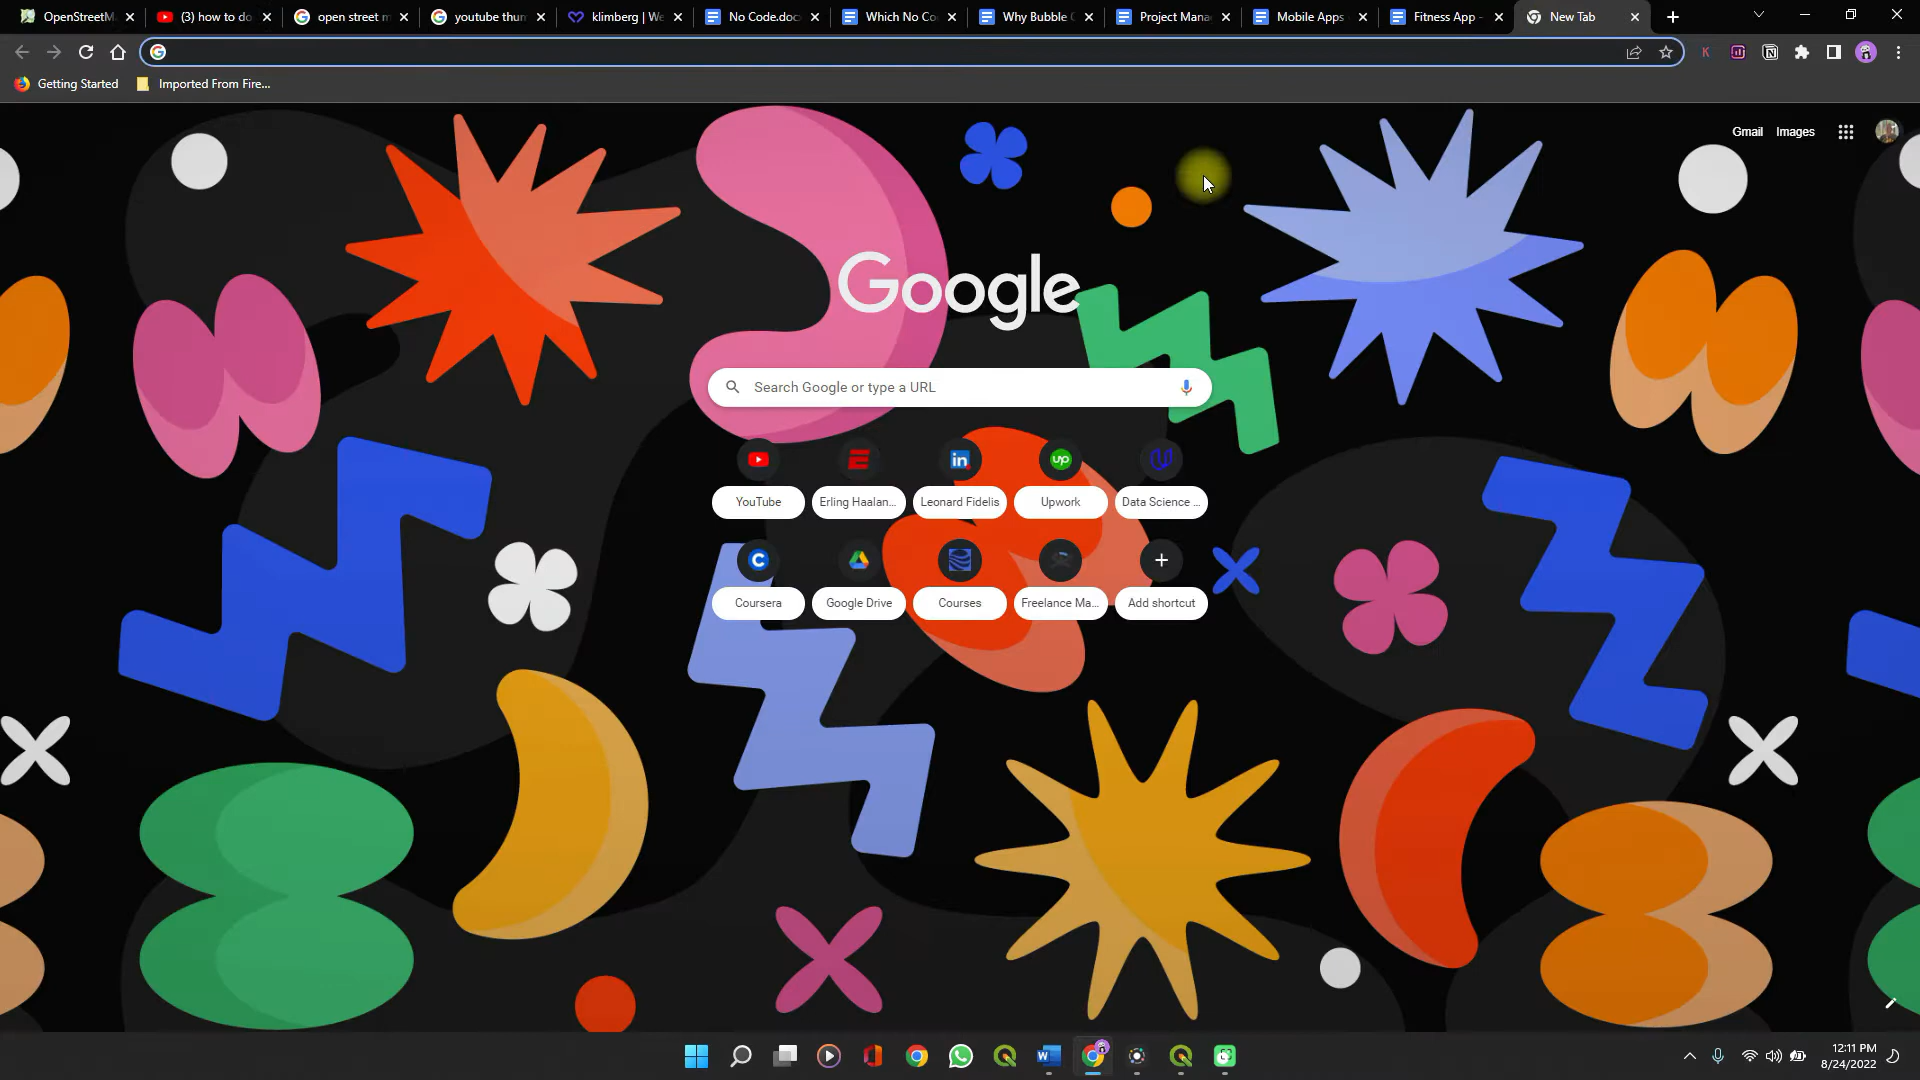 OpenStreetM
(3) how to do
open street m
youtube thum
klimberg | We
No Code.doc
Which No Co
Why Bubble
Project Mana
Mobile Apps
Fitness App -
New Tab
Getting Started
Imported From Fire...
Gmail
Images
Google
Search Google or type a URL
YouTube
Erling Haalan...
Leonard Fidelis
Upwork
Data Science ...
Coursera
Google Drive
Courses
Freelance Ma...
Add shortcut
12:11 PM
8/24/2022